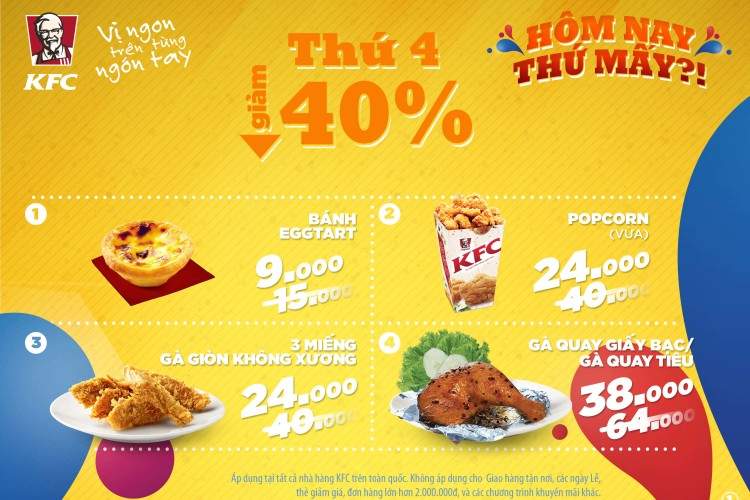 KFC
Vị ngon
trên từng
ngón tay
Thứ 4
giảm
40%
HÔM NAY
THỨ MẤY?!
1
BÁNH
EGGTART
9.000
15.000
2
KFC
POPCORN
(VỪA)
24.000
40.000
3
3 MIẾNG
GÀ GIÒN KHÔNG XƯƠNG
24.000
40.000
4
GÀ QUAY GIẤY BẠC/
GÀ QUAY TIÊU
38.000
64.000
Áp dụng tại tất cả nhà hàng KFC trên toàn quốc. Không áp dụng cho Giao hàng tận nơi, các ngày Lễ,
thẻ giảm giá, đơn hàng lớn hơn 2.000.000đ, và các chương trình khuyến mãi khác.